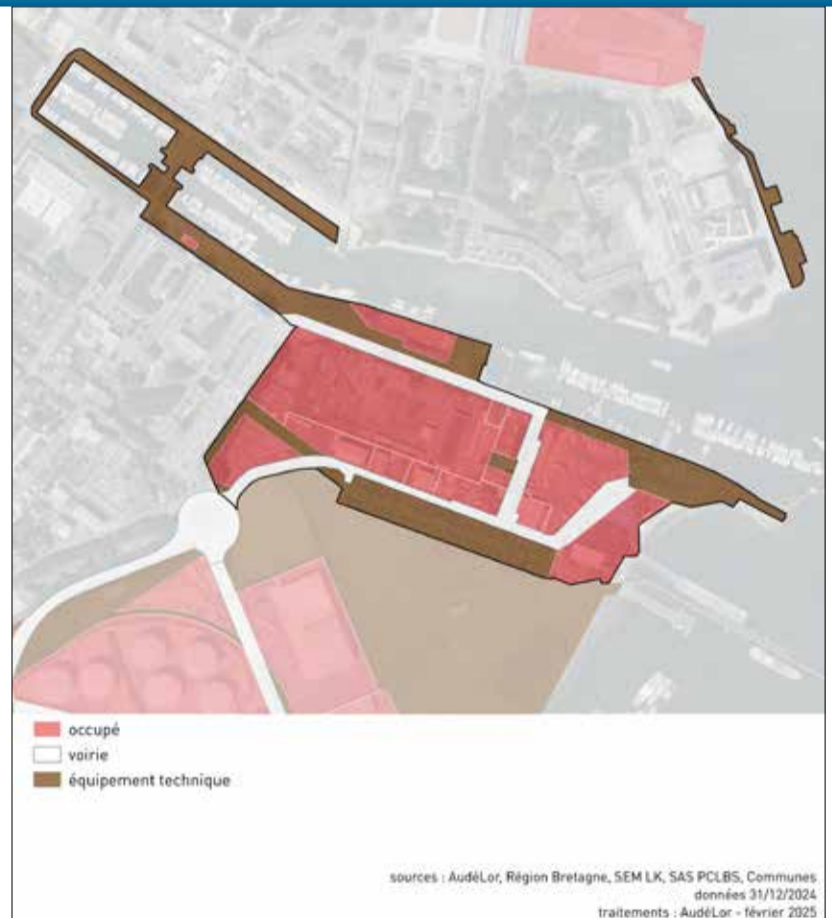 occupé
voirie
équipement technique
sources : AudéLor, Région Bretagne, SEM LK, SAS PCLBS, Communes
données 31/12/2024
traitements : AudéLor - février 2025